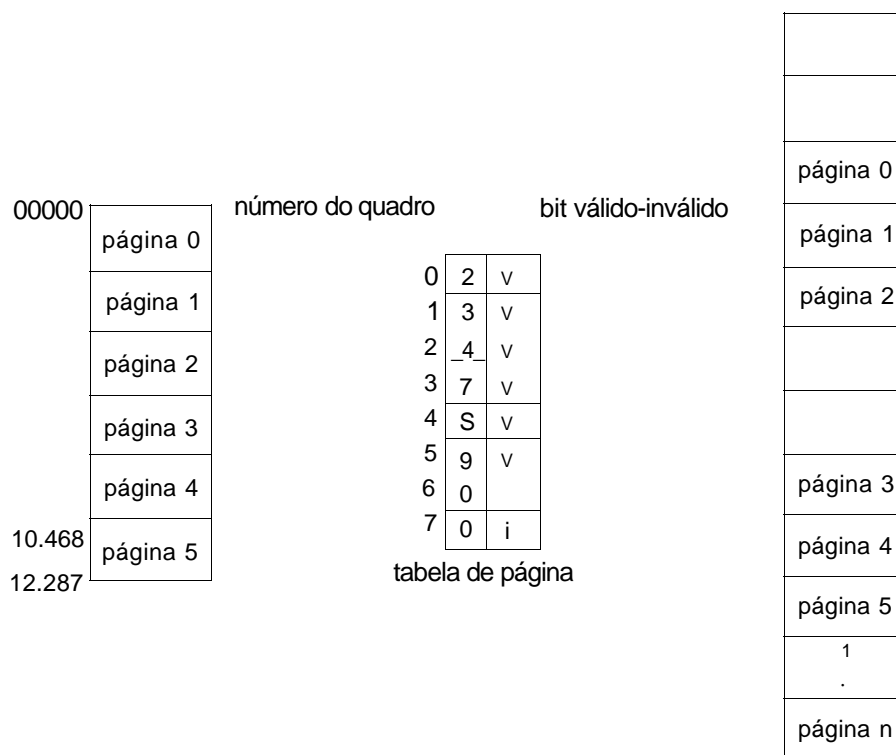 00000
página 0
página 1
página 2
página 3
página 4
10.468
página 5
12.287
número do quadro
bit válido-inválido
0 2 v
1 3 v
2 _4_ v
3 7 v
4 S v
5 9 v
6 0
7 0 i
tabela de página
página 0
página 1
página 2
página 3
página 4
página 5
1
.
página n